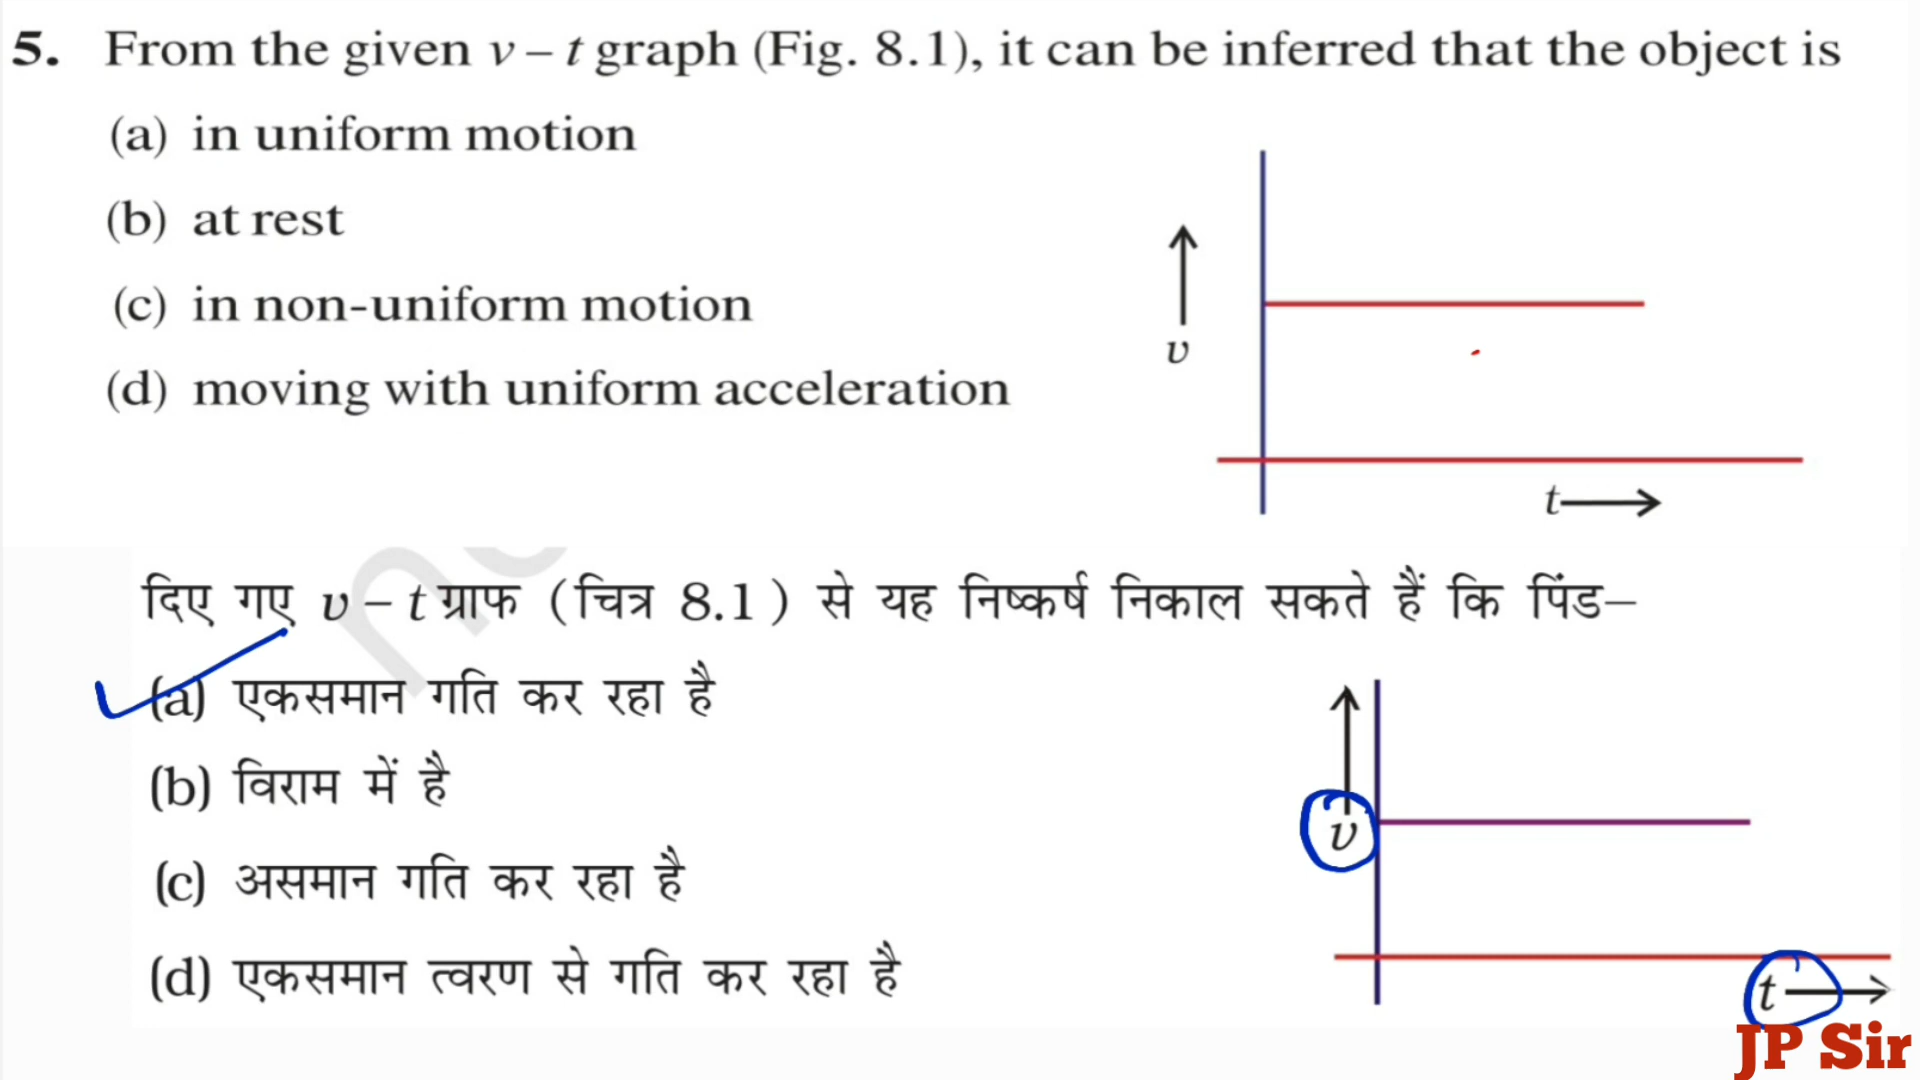 5. From the given v – t graph (Fig. 8.1), it can be inferred that the object is
(a) in uniform motion
(b) at rest
(c) in non-uniform motion
(d) moving with uniform acceleration
v
t
दिए गए v – t ग्राफ (चित्र 8.1) से यह निष्कर्ष निकाल सकते हैं कि पिंड–
(a) एकसमान गति कर रहा है
(b) विराम में है
(c) असमान गति कर रहा है
(d) एकसमान त्वरण से गति कर रहा है
v
t
JP Sir